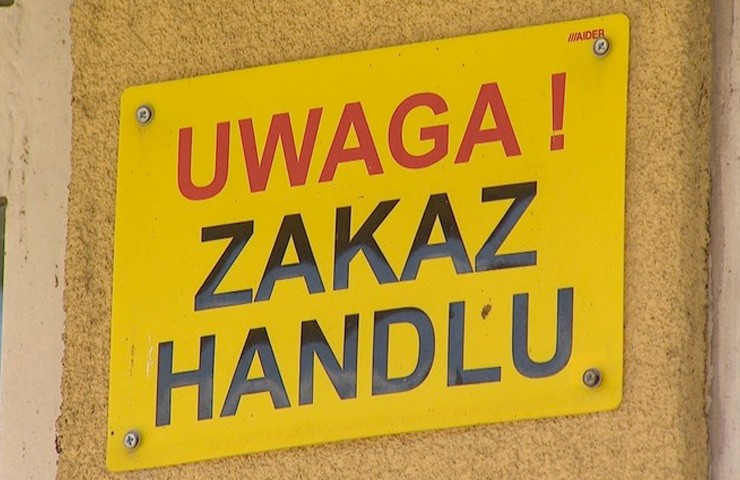 ///AIDER
UWAGA !
ZAKAZ
HANDLU